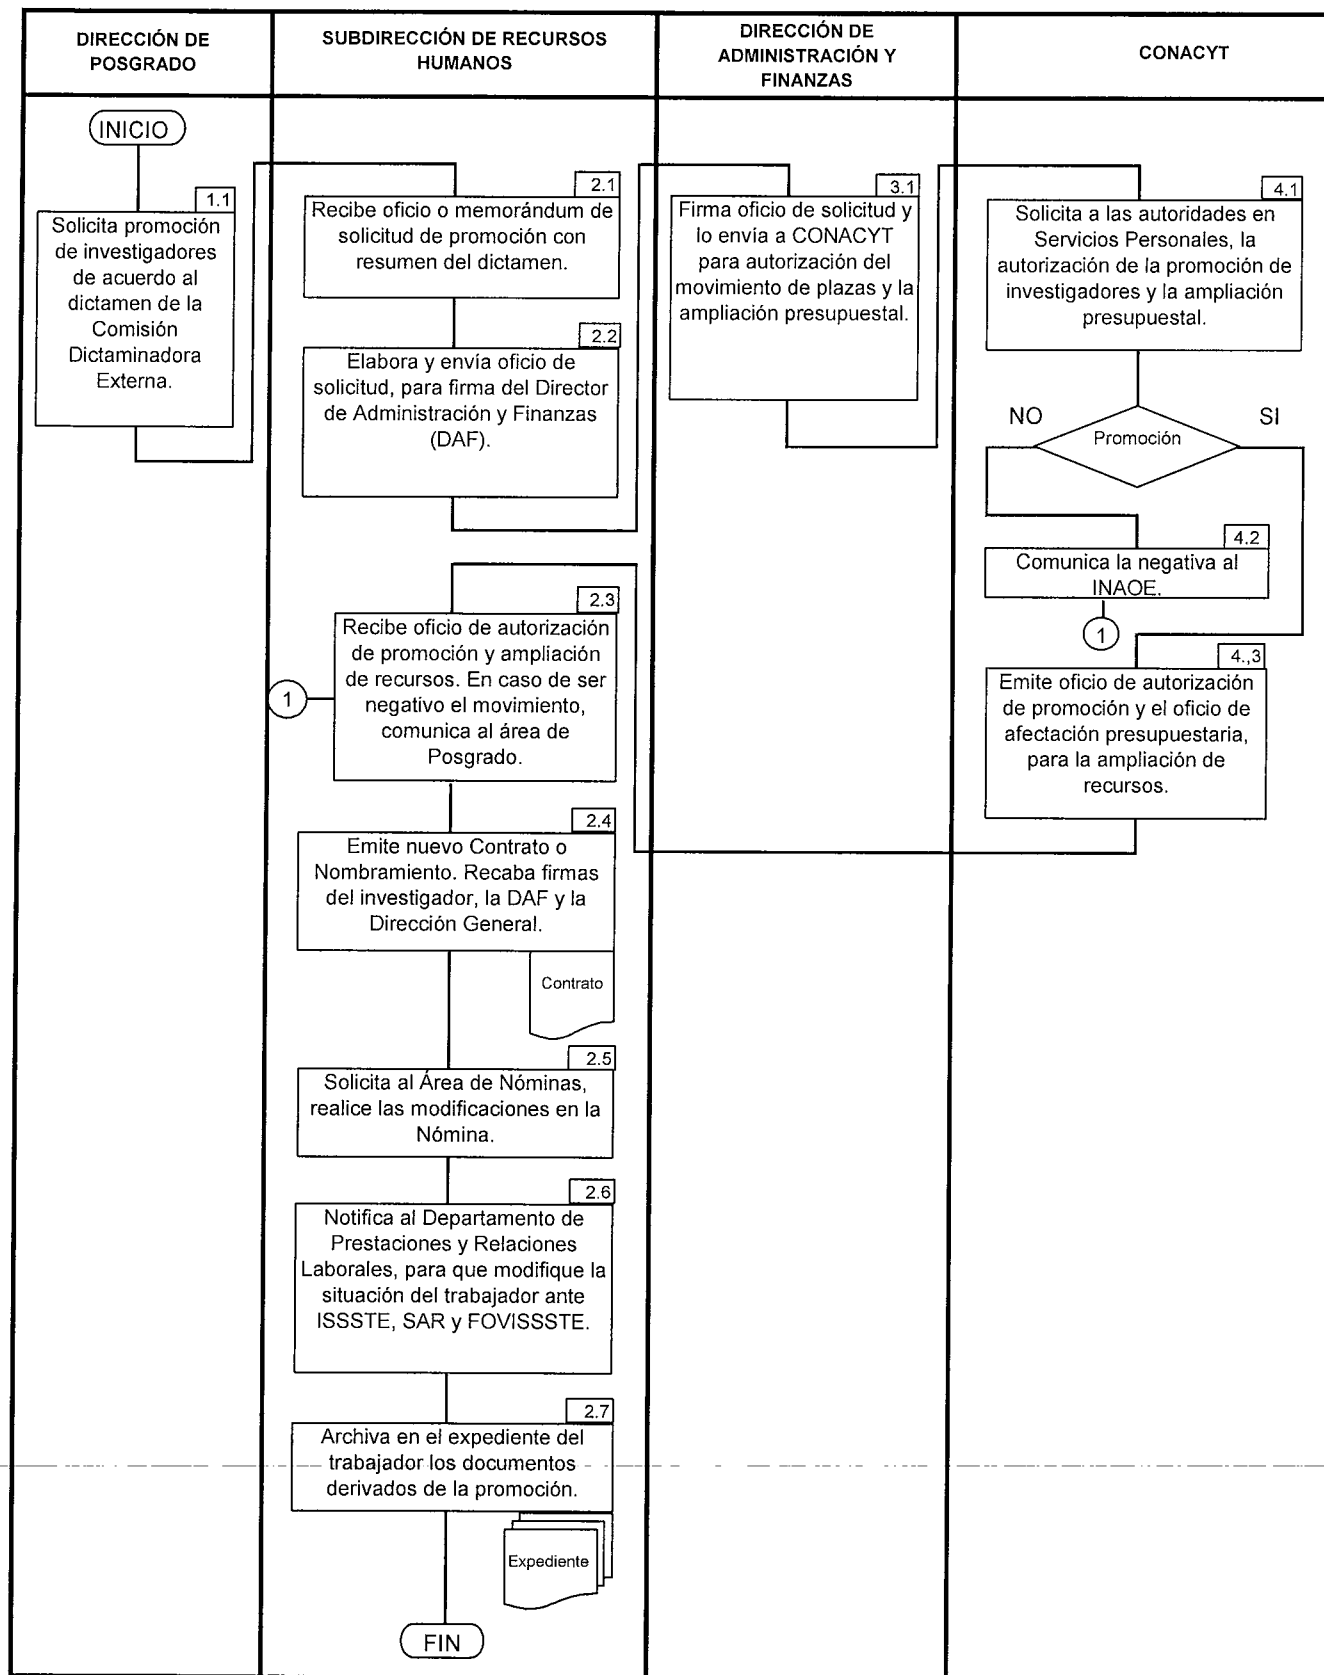 DIRECCIÓN DE
POSGRADO
SUBDIRECCIÓN DE RECURSOS
HUMANOS
DIRECCIÓN DE
ADMINISTRACIÓN Y
FINANZAS
CONACYT
INICIO
1.1
Solicita promoción
de investigadores
de acuerdo al
dictamen de la
Comisión
Dictaminadora
Externa.
2.1
Recibe oficio o memorándum de
solicitud de promoción con
resumen del dictamen.
2.2
Elabora y envía oficio de
solicitud, para firma del Director
de Administración y Finanzas
(DAF).
3.1
Firma oficio de solicitud y
lo envía a CONACYT
para autorización del
movimiento de plazas y la
ampliación presupuestal.
4.1
Solicita a las autoridades en
Servicios Personales, la
autorización de la promoción de
investigadores y la ampliación
presupuestal.
NO
Promoción
SI
4.2
Comunica la negativa al
INAOE.
1
4.,3
Emite oficio de autorización
de promoción y el oficio de
afectación presupuestaria,
para la ampliación de
recursos.
2.3
Recibe oficio de autorización
de promoción y ampliación
de recursos. En caso de ser
negativo el movimiento,
comunica al área de
Posgrado.
1
2.4
Emite nuevo Contrato o
Nombramiento. Recaba firmas
del investigador, la DAF y la
Dirección General.
Contrato
2.5
Solicita al Área de Nóminas,
realice las modificaciones en la
Nómina.
2.6
Notifica al Departamento de
Prestaciones y Relaciones
Laborales, para que modifique la
situación del trabajador ante
ISSSTE, SAR y FOVISSSTE.
2.7
Archiva en el expediente del
trabajador los documentos
derivados de la promoción.
Expediente
FIN